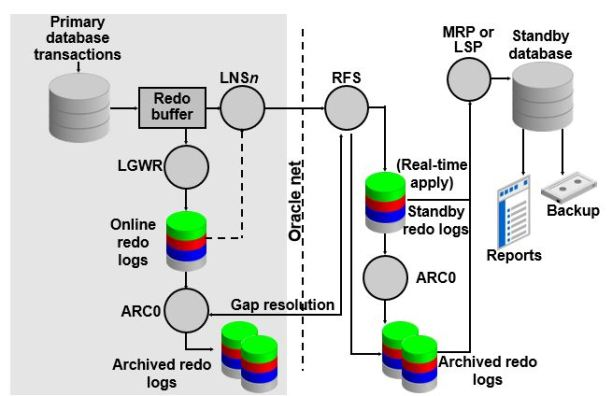 Primary
database
transactions
Redo
buffer
LNSn
RFS
MRP or
LSP
Standby
database
LGWR
Oracle net
(Real-time
apply)
Standby
redo logs
Online
redo
logs
Reports
Backup
ARC0
Gap resolution
ARC0
Archived redo
logs
Archived redo
logs